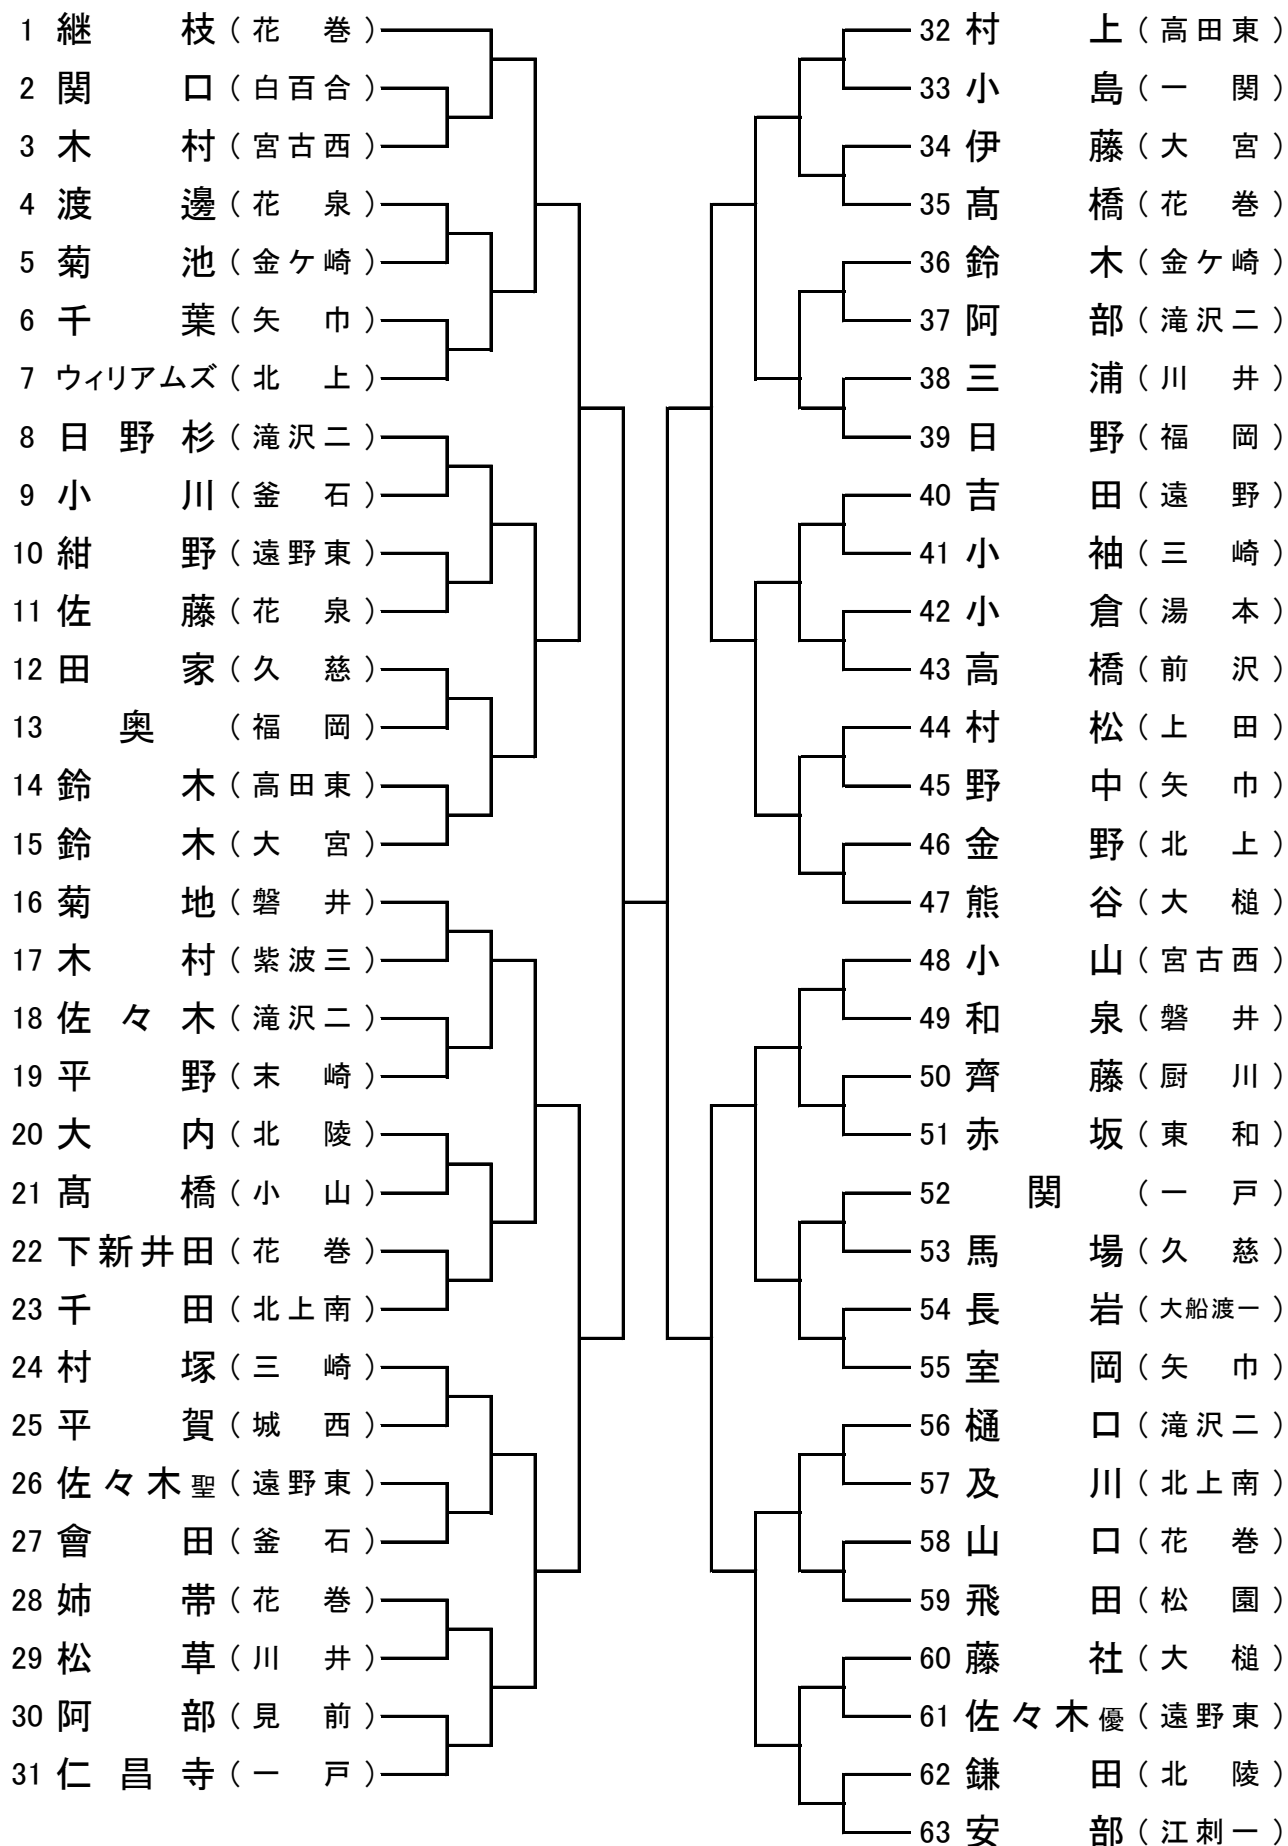 1 継枝（花巻）
2 関口（白百合）
3 木村（宮古西）
4 渡邊（花泉）
5 菊池（金ケ崎）
6 千葉（矢巾）
7 ウィリアムズ（北上）
8 日野杉（滝沢二）
9 小川（釜石）
10 紺野（遠野東）
11 佐藤（花泉）
12 田家（久慈）
13 奥（福岡）
14 鈴木（高田東）
15 鈴木（大宮）
16 菊地（磐井）
17 木村（紫波三）
18 佐々木（滝沢二）
19 平野（末崎）
20 大内（北陵）
21 髙橋（小山）
22 下新井田（花巻）
23 千田（北上南）
24 村塚（三崎）
25 平賀（城西）
26 佐々木聖（遠野東）
27 會田（釜石）
28 姉帯（花巻）
29 松草（川井）
30 阿部（見前）
31 仁昌寺（一戸）
32 村上（高田東）
33 小島（一関）
34 伊藤（大宮）
35 髙橋（花巻）
36 鈴木（金ケ崎）
37 阿部（滝沢二）
38 三浦（川井）
39 日野（福岡）
40 吉田（遠野）
41 小袖（三崎）
42 小倉（湯本）
43 高橋（前沢）
44 村松（上田）
45 野中（矢巾）
46 金野（北上）
47 熊谷（大槌）
48 小山（宮古西）
49 和泉（磐井）
50 齊藤（厨川）
51 赤坂（東和）
52 関（一戸）
53 馬場（久慈）
54 長岩（大船渡一）
55 室岡（矢巾）
56 樋口（滝沢二）
57 及川（北上南）
58 山口（花巻）
59 飛田（松園）
60 藤社（大槌）
61 佐々木優（遠野東）
62 鎌田（北陵）
63 安部（江刺一）